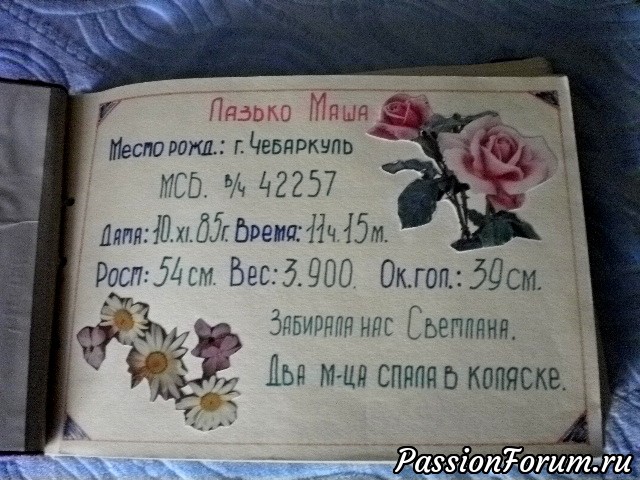 Лазько Маша
Место рожд.: г. Чебаркуль
МСБ. в/ч 42257
Дата: 10.XI.85г. Время: 11ч.15м.
Рост: 54см. Вес: 3.900. Ок.гол.: 39см.
Забирала нас Светлана.
Два м-ца спала в коляске.
PassionForum.ru